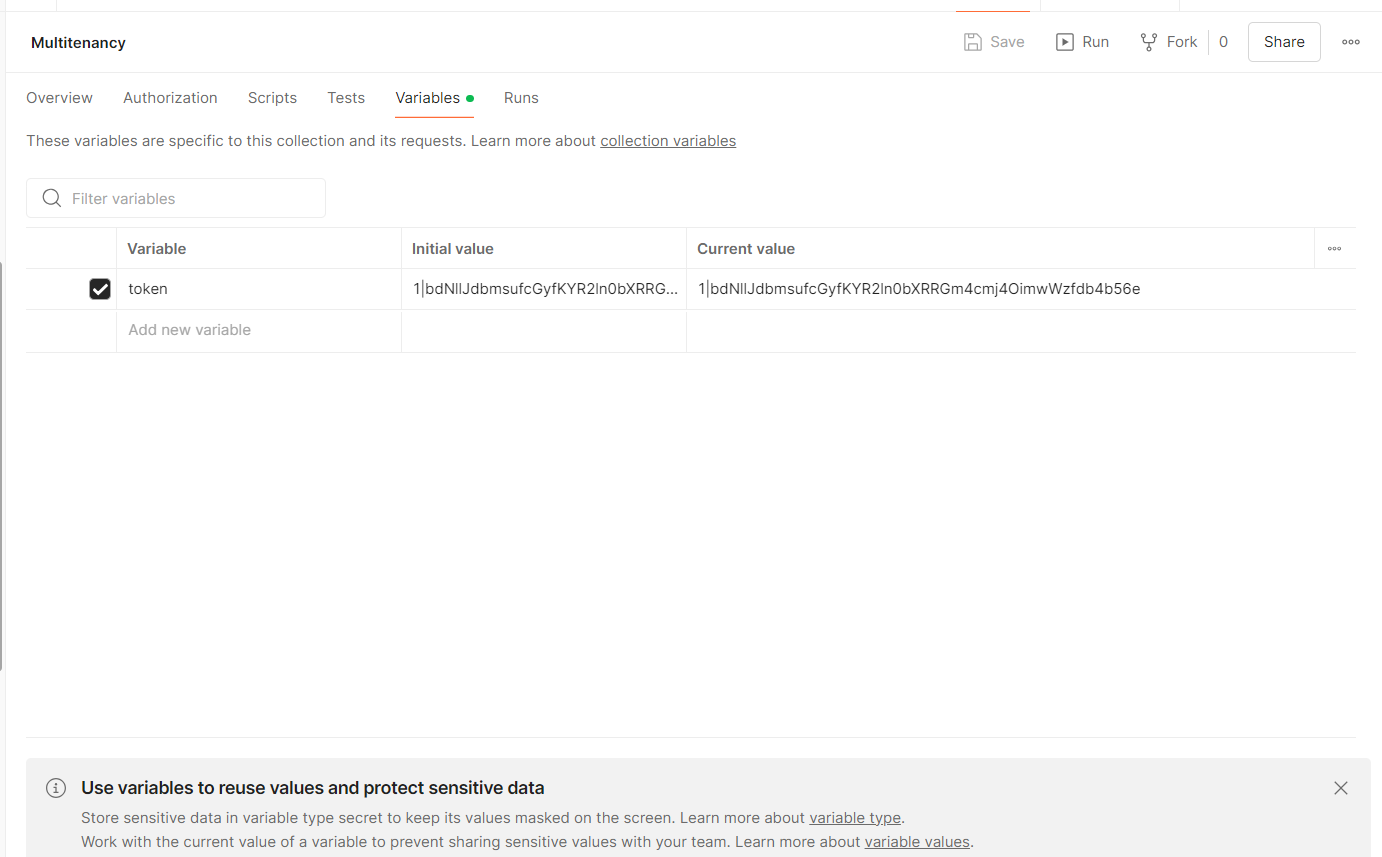 Multitenancy
Save
Run
Fork
0
Share
Overview
Authorization
Scripts
Tests
Variables
Runs
These variables are specific to this collection and its requests. Learn more about collection variables
Filter variables
Variable
Initial value
Current value
token
1|bdNllJdbmsufcGyfKYR2ln0bXRRG...
1|bdNllJdbmsufcGyfKYR2ln0bXRRGm4cmj4OimwWzfdb4b56e
Add new variable
Use variables to reuse values and protect sensitive data
Store sensitive data in variable type secret to keep its values masked on the screen. Learn more about variable type.
Work with the current value of a variable to prevent sharing sensitive values with your team. Learn more about variable values.